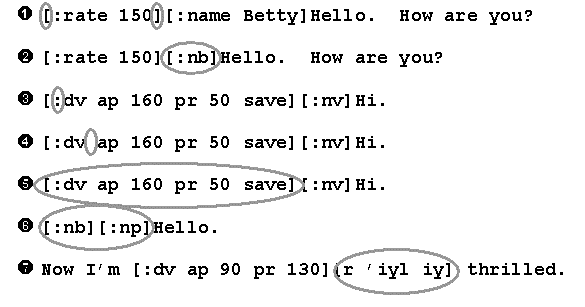 ❶ [:rate 150][:name Betty]Hello.  How are you?
❷ [:rate 150][:nb]Hello.  How are you?
❸ [:dv ap 160 pr 50 save][:nv]Hi.
❹ [:dv ap 160 pr 50 save][:nv]Hi.
❺ [:dv ap 160 pr 50 save][:nv]Hi.
❻ [:nb][:np]Hello.
❼ Now I'm [:dv ap 90 pr 130][r 'iyl iy] thrilled.